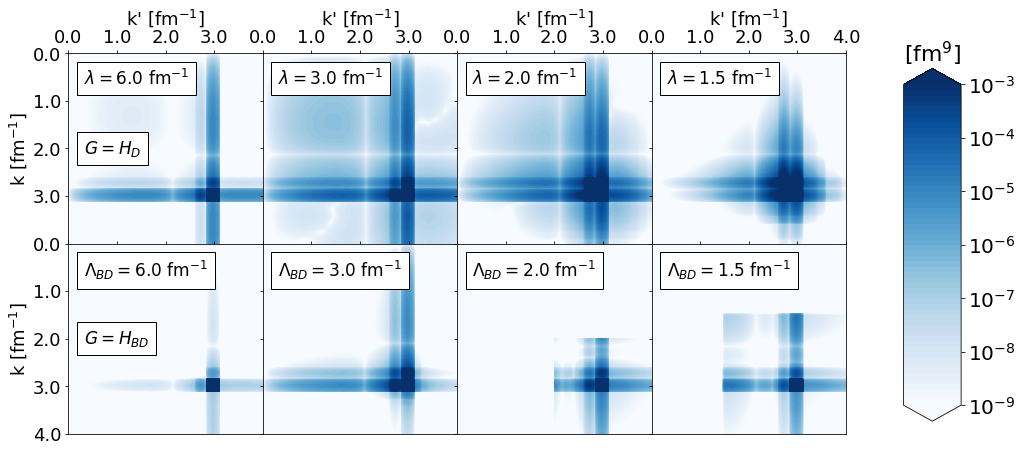 k' [fm⁻¹] k' [fm⁻¹] k' [fm⁻¹] k' [fm⁻¹]
0.0 1.0 2.0 3.0 0.0 1.0 2.0 3.0 0.0 1.0 2.0 3.0 0.0 1.0 2.0 3.0 4.0
[fm⁹]
0.0
λ = 6.0 fm⁻¹ λ = 3.0 fm⁻¹ λ = 2.0 fm⁻¹ λ = 1.5 fm⁻¹
10⁻³
1.0
k [fm⁻¹]
10⁻⁴
G = H_D
2.0
10⁻⁵
3.0
0.0
10⁻⁶
Λ_BD = 6.0 fm⁻¹ Λ_BD = 3.0 fm⁻¹ Λ_BD = 2.0 fm⁻¹ Λ_BD = 1.5 fm⁻¹
1.0
10⁻⁷
k [fm⁻¹]
G = H_BD
2.0
10⁻⁸
3.0
10⁻⁹
4.0